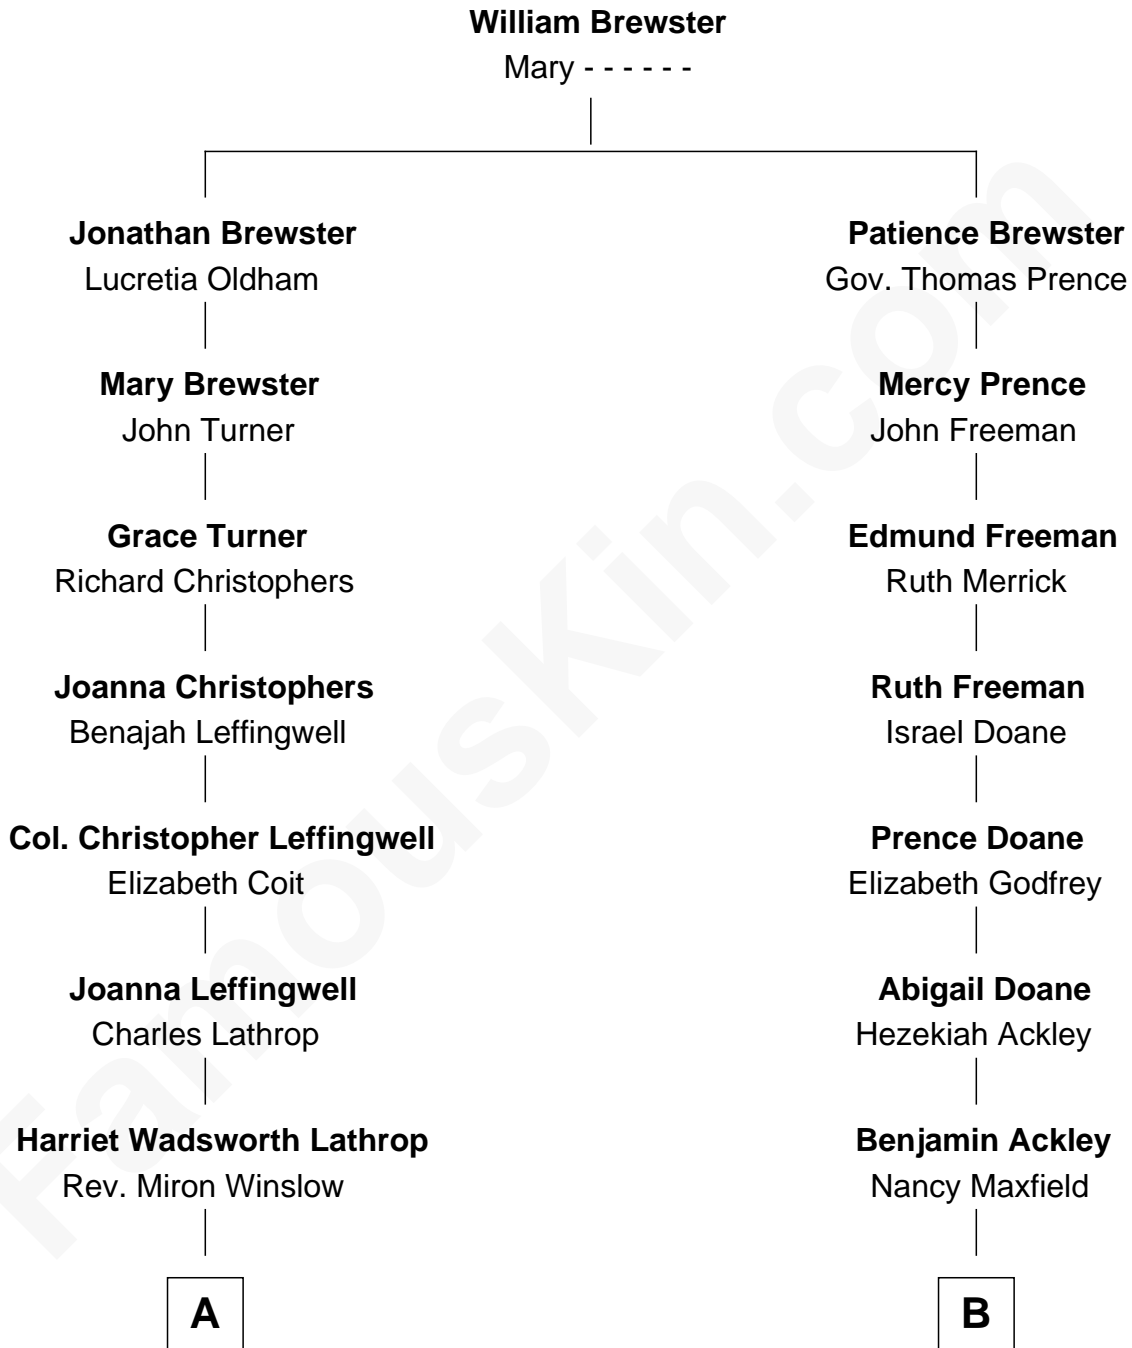 William Brewster
Mary - - - - - -
Jonathan Brewster
Lucretia Oldham
Patience Brewster
Gov. Thomas Prence
Mary Brewster
John Turner
Mercy Prence
John Freeman
Grace Turner
Richard Christophers
Edmund Freeman
Ruth Merrick
Joanna Christophers
Benajah Leffingwell
Ruth Freeman
Israel Doane
Col. Christopher Leffingwell
Elizabeth Coit
Prence Doane
Elizabeth Godfrey
Joanna Leffingwell
Charles Lathrop
Abigail Doane
Hezekiah Ackley
Harriet Wadsworth Lathrop
Rev. Miron Winslow
Benjamin Ackley
Nancy Maxfield
A
B
FamousKin.com